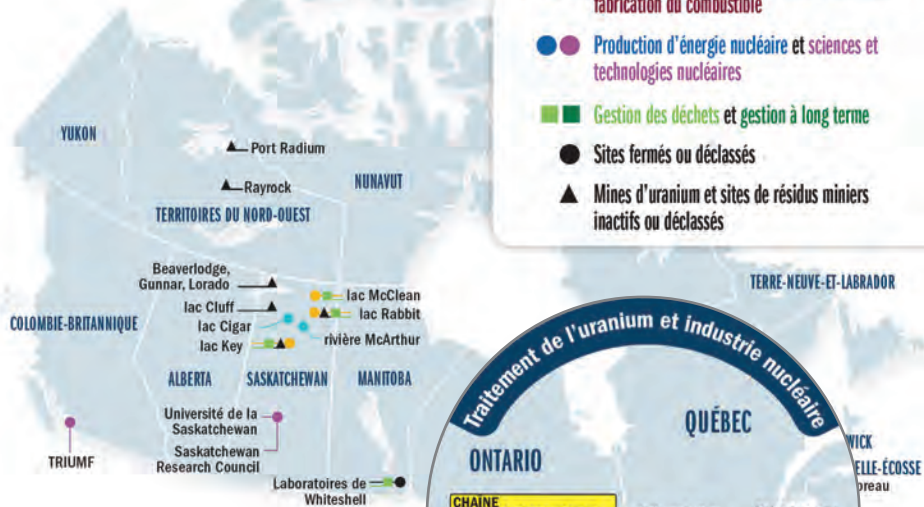 fabrication du combustible
Production d'énergie nucléaire et sciences et
technologies nucléaires
Gestion des déchets et gestion à long terme
Sites fermés ou déclassés
Mines d'uranium et sites de résidus miniers
inactifs ou déclassés
YUKON
Port Radium
Rayrock
NUNAVUT
TERRITOIRES DU NORD-OUEST
Beaverlodge,
Gunnar, Lorado
lac Cluff
lac Cigar
lac Key
lac McClean
lac Rabbit
rivière McArthur
COLOMBIE-BRITANNIQUE
ALBERTA
SASKATCHEWAN
MANITOBA
TRIUMF
Université de la
Saskatchewan
Saskatchewan
Research Council
Laboratoires de
Whiteshell
TERRE-NEUVE-ET-LABRADOR
Traitement de l'uranium et industrie nucléaire
QUÉBEC
ONTARIO
WICK
ELLE-ÉCOSSE
oreau
CHAÎNE